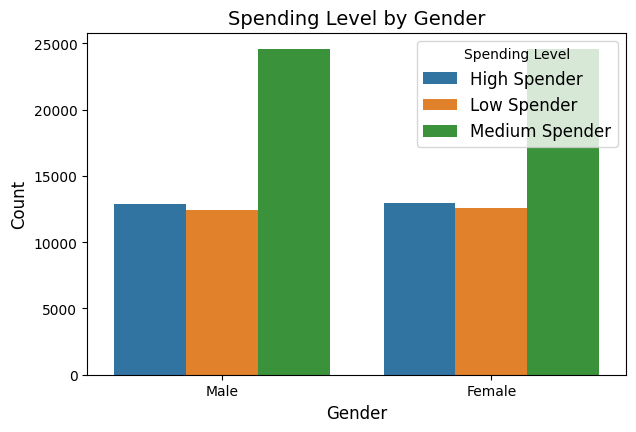 Spending Level by Gender
Spending Level
High Spender
Low Spender
Medium Spender
25000
20000
15000
10000
5000
0
Count
Male
Female
Gender